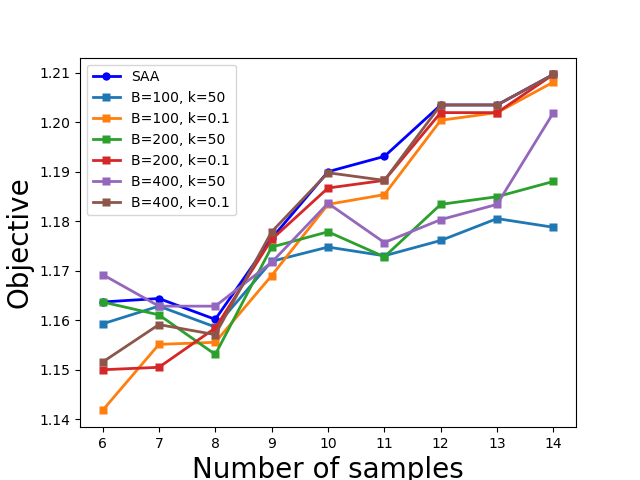 SAA
B=100, k=50
B=100, k=0.1
B=200, k=50
B=200, k=0.1
B=400, k=50
B=400, k=0.1
1.21
1.20
1.19
1.18
1.17
1.16
1.15
1.14
Objective
6 7 8 9 10 11 12 13 14
Number of samples